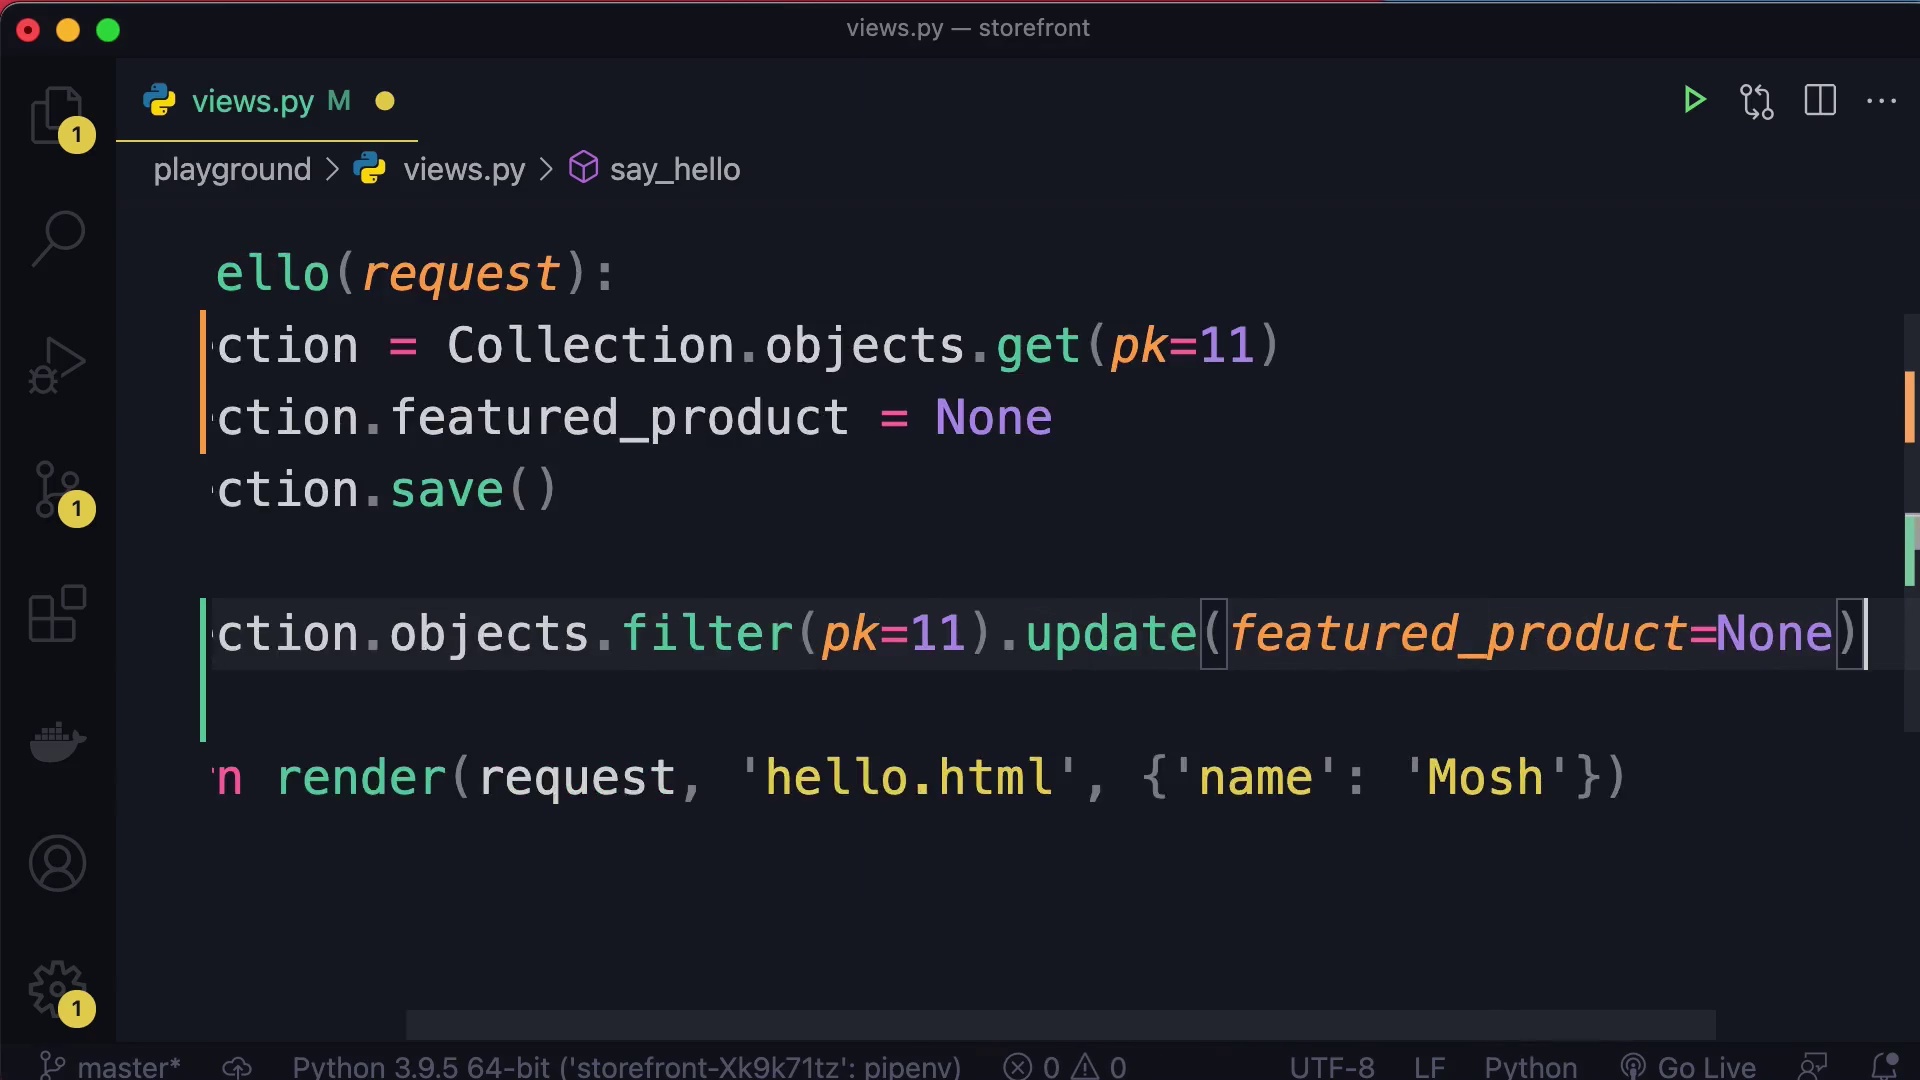 views.py — storefront
views.py M
1
playground > views.py > say_hello
ello(request):
ction = Collection.objects.get(pk=11)
ction.featured_product = None
ction.save()
1
ction.objects.filter(pk=11).update(featured_product=None)
n render(request, 'hello.html', {'name': 'Mosh'})
1
master* Python 3.9.5 64-bit ('storefront-Xk9k71tz': pipenv) 0 0 UTF-8 LF Python Go Live